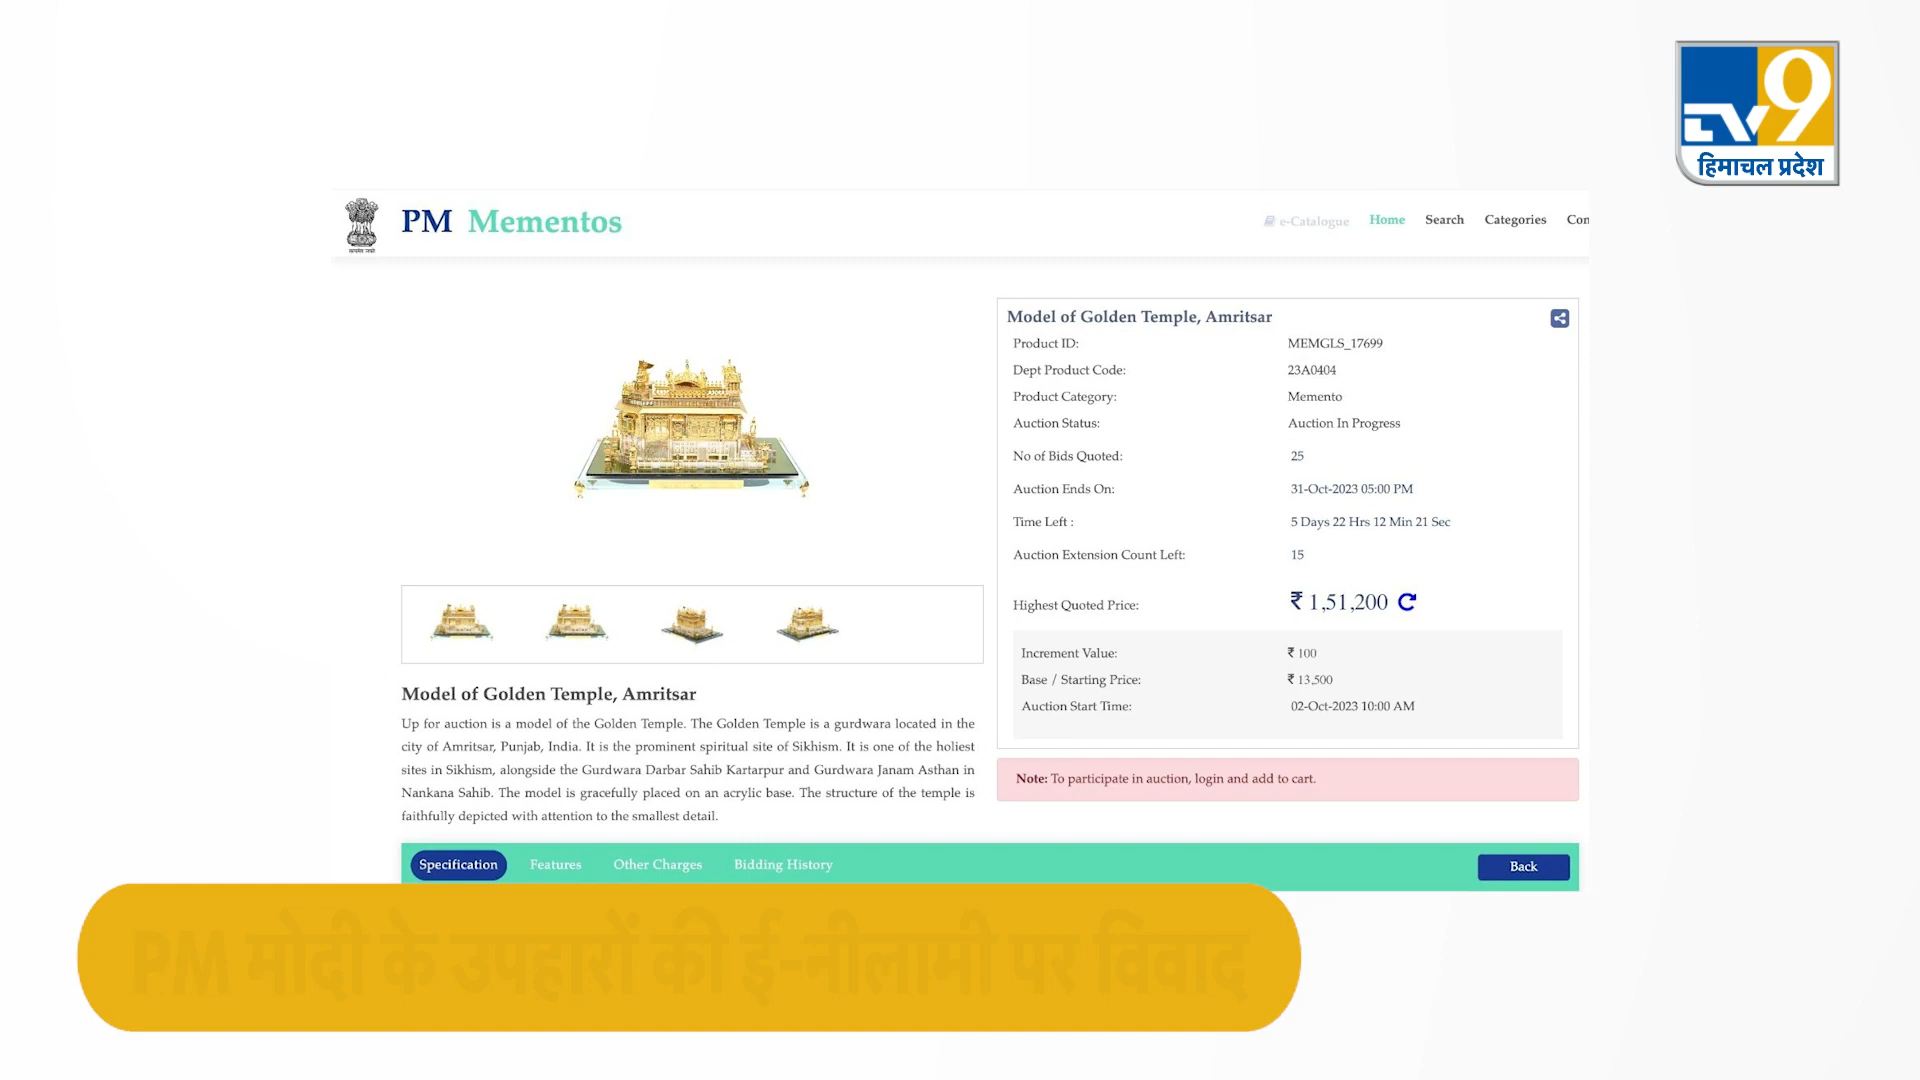 TV9
हिमाचल प्रदेश
सत्यमेव जयते
PM Mementos
e-Catalogue Home Search Categories Con
Model of Golden Temple, Amritsar
Product ID: MEMGLS_17699
Dept Product Code: 23A0404
Product Category: Memento
Auction Status: Auction In Progress
No of Bids Quoted: 25
Auction Ends On: 31-Oct-2023 05:00 PM
Time Left : 5 Days 22 Hrs 12 Min 21 Sec
Auction Extension Count Left: 15
Highest Quoted Price: ₹ 1,51,200
Increment Value: ₹ 100
Base / Starting Price: ₹ 13,500
Auction Start Time: 02-Oct-2023 10:00 AM
Note: To participate in auction, login and add to cart.
Model of Golden Temple, Amritsar
Up for auction is a model of the Golden Temple. The Golden Temple is a gurdwara located in the
city of Amritsar, Punjab, India. It is the prominent spiritual site of Sikhism. It is one of the holiest
sites in Sikhism, alongside the Gurdwara Darbar Sahib Kartarpur and Gurdwara Janam Asthan in
Nankana Sahib. The model is gracefully placed on an acrylic base. The structure of the temple is
faithfully depicted with attention to the smallest detail.
Specification Features Other Charges Bidding History Back
PM मोदी के उपहारों की ई-नीलामी पर विवाद